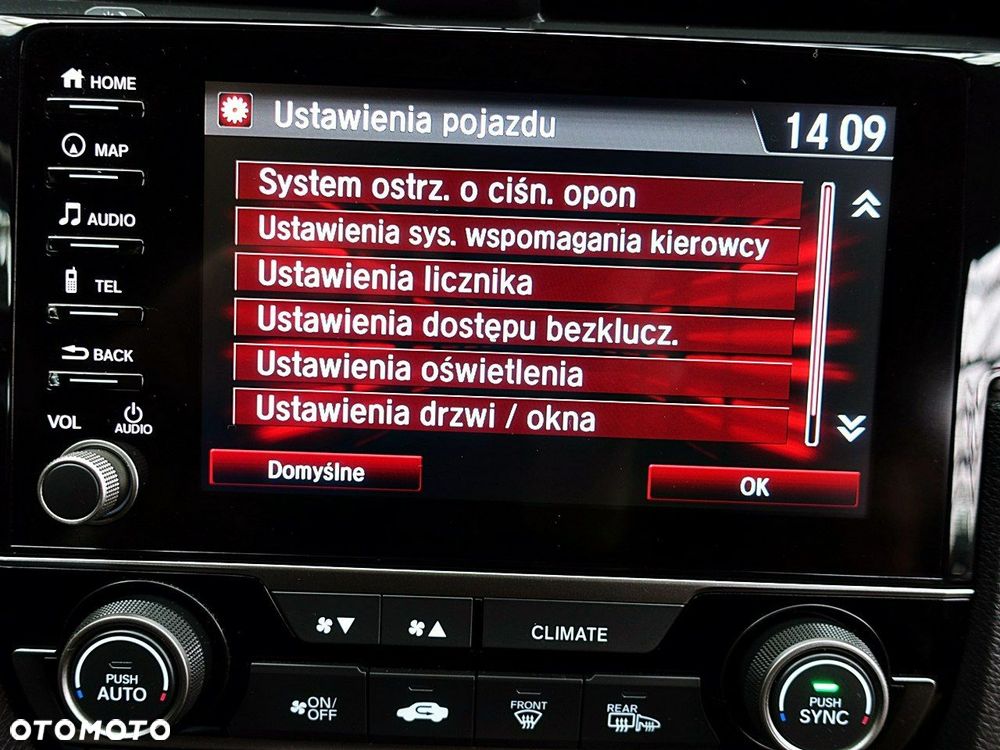 HOME
MAP
AUDIO
TEL
BACK
VOL
AUDIO
Ustawienia pojazdu
14 09
System ostrz. o ciśn. opon
Ustawienia sys. wspomagania kierowcy
Ustawienia licznika
Ustawienia dostępu bezklucz.
Ustawienia oświetlenia
Ustawienia drzwi / okna
Domyślne
OK
CLIMATE
PUSH
AUTO
ON/
OFF
FRONT
REAR
PUSH
SYNC
OTOMOTO